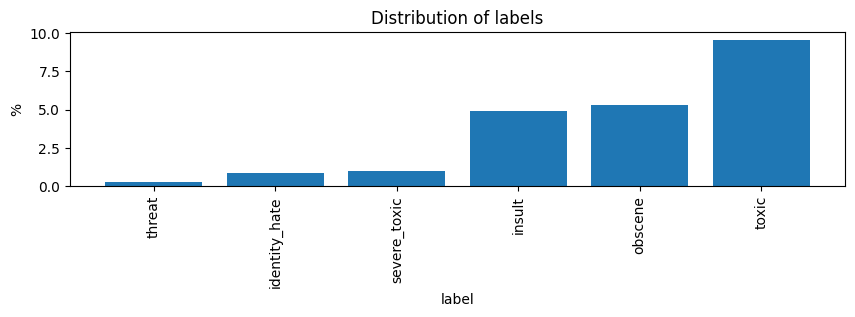 Distribution of labels
10.0
7.5
5.0
2.5
0.0
%
threat
identity_hate
severe_toxic
insult
obscene
toxic
label